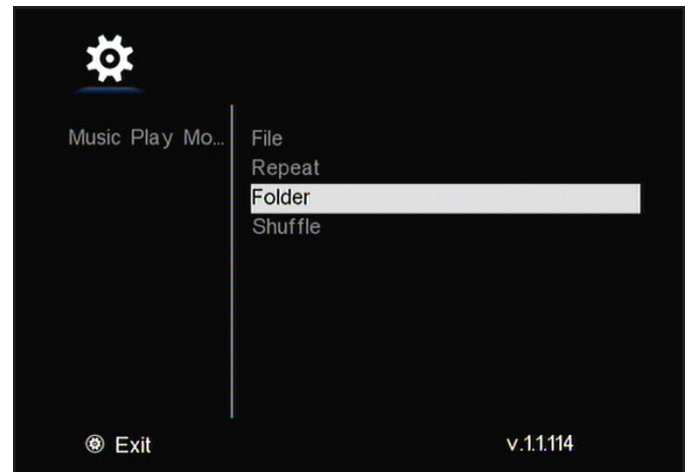 Music Play Mo...
File
Repeat
Folder
Shuffle
Exit
v.1.1.114